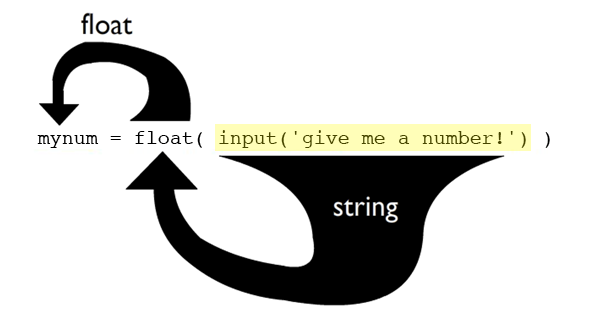 float
mynum = float( input('give me a number!') )
string